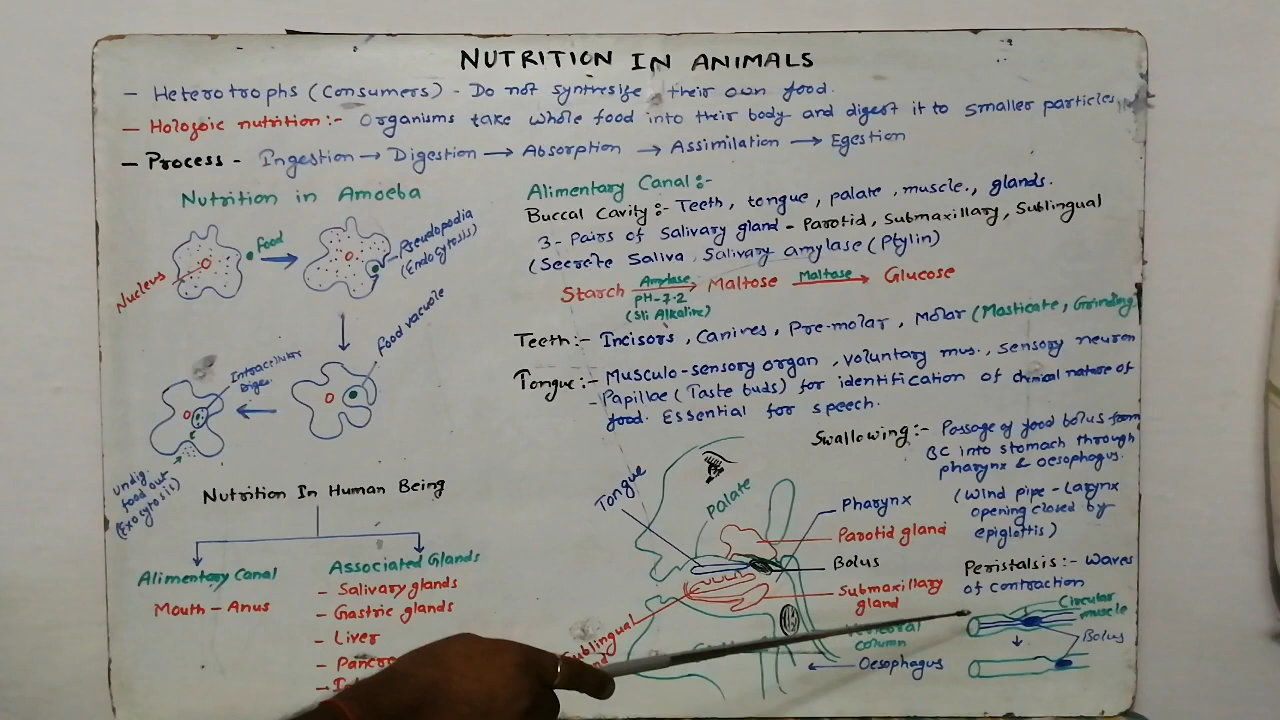 NUTRITION IN ANIMALS
- Heterotrophs (Consumers) - Do not synthesize their own food.
- Holozoic nutrition:- Organisms take whole food into their body and digest it to smaller particles
- Process - Ingestion → Digestion → Absorption → Assimilation → Egestion
Nutrition in Amoeba
Food
Nucleus
Pseudopodia
(Endocytosis)
Food vacuole
Intracellular
Diges.
undig.
food out
(Exocytosis)
Nutrition In Human Being
Alimentary Canal
Mouth - Anus
Associated Glands
- Salivary glands
- Gastric glands
- Liver
- Pancre
Alimentary Canal :-
Buccal Cavity :- Teeth, tongue, palate, muscle., glands.
3- Pairs of Salivary gland - Parotid, Submaxillary, Sublingual
(Secrete Saliva, Salivary amylase (Ptylin)
Starch Amylase → Maltose Maltase → Glucose
pH-7.2
(Sli Alkaline)
Teeth:- Incisors, Canines, Pre-molar, Molar (Masticate, Grinding
Tongue:- Musculo-sensory organ, voluntary mus., sensory neuron
- Papillae (Taste buds) for identification of chemical nature of
food. Essential for speech.
Swallowing:- Passage of food bolus from
BC into stomach through
pharynx & oesophagus.
(Wind pipe - Larynx
opening closed by
epiglottis)
Peristalsis:- Waves
of contraction
Circular
muscle
Bolus
Tongue
Palate
Pharynx
Parotid gland
Bolus
Submaxillary
gland
column
Oesophagus
Sublingual